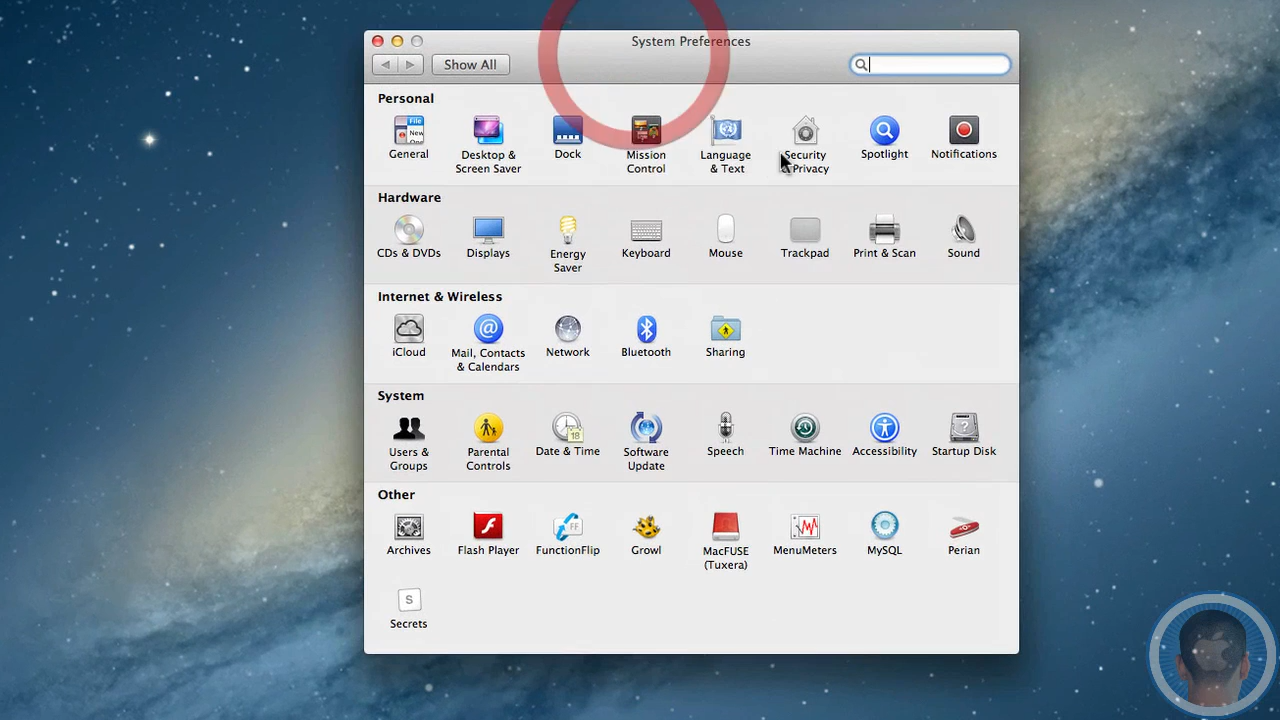 System Preferences
Show All
Personal
General
Desktop & Screen Saver
Dock
Mission Control
Language & Text
Security & Privacy
Spotlight
Notifications
Hardware
CDs & DVDs
Displays
Energy Saver
Keyboard
Mouse
Trackpad
Print & Scan
Sound
Internet & Wireless
iCloud
Mail, Contacts & Calendars
Network
Bluetooth
Sharing
System
Users & Groups
Parental Controls
Date & Time
Software Update
Speech
Time Machine
Accessibility
Startup Disk
Other
Archives
Flash Player
FunctionFlip
Growl
MacFUSE (Tuxera)
MenuMeters
MySQL
Perian
Secrets